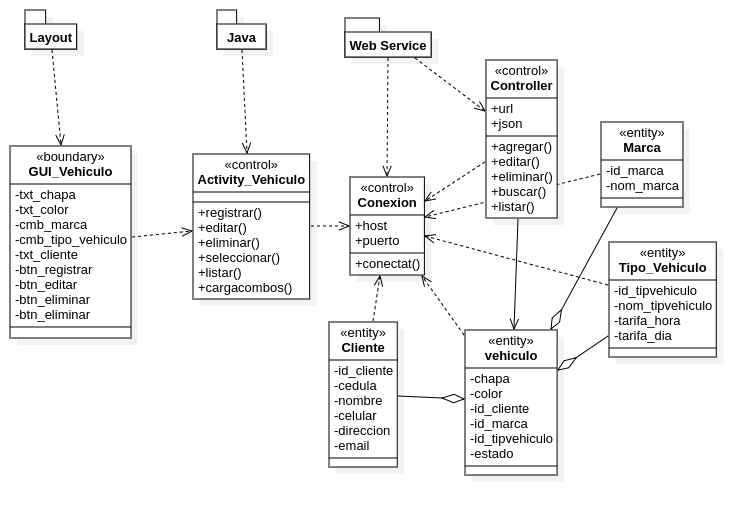 Layout
Java
Web Service
«boundary»
GUI_Vehiculo
-txt_chapa
-txt_color
-cmb_marca
-cmb_tipo_vehiculo
-txt_cliente
-btn_registrar
-btn_editar
-btn_eliminar
-btn_eliminar
«control»
Activity_Vehiculo
+registrar()
+editar()
+eliminar()
+seleccionar()
+listar()
+cargacombos()
«control»
Conexion
+host
+puerto
+conectat()
«control»
Controller
+url
+json
+agregar()
+editar()
+eliminar()
+buscar()
+listar()
«entity»
Marca
-id_marca
-nom_marca
«entity»
Tipo_Vehiculo
-id_tipvehiculo
-nom_tipvehiculo
-tarifa_hora
-tarifa_dia
«entity»
Cliente
-id_cliente
-cedula
-nombre
-celular
-direccion
-email
«entity»
vehiculo
-chapa
-color
-id_cliente
-id_marca
-id_tipvehiculo
-estado